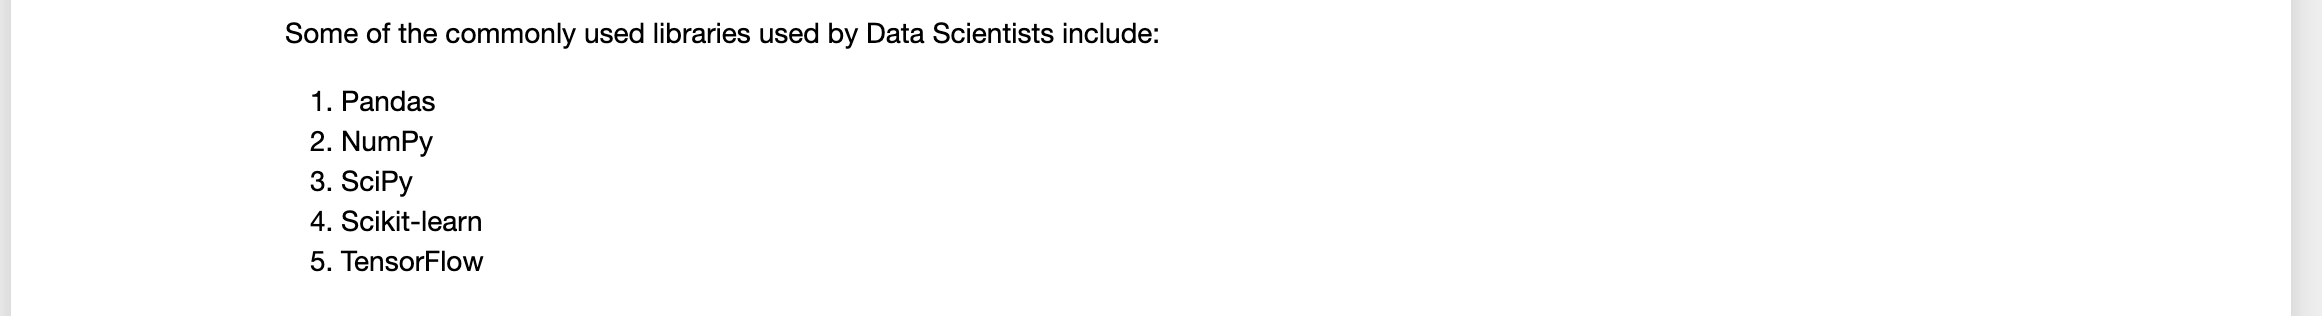 Some of the commonly used libraries used by Data Scientists include:
1. Pandas
2. NumPy
3. SciPy
4. Scikit-learn
5. TensorFlow